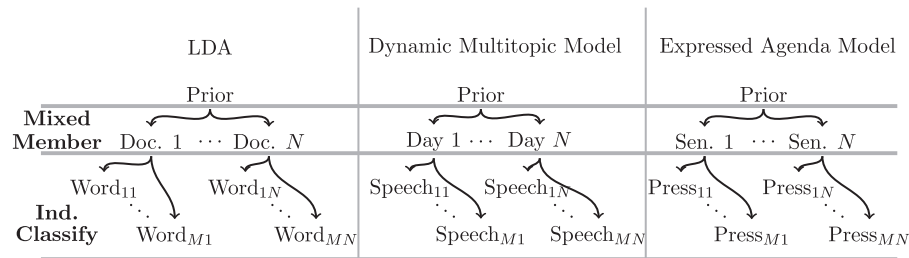 LDA Dynamic Multitopic Model Expressed Agenda Model
Prior Prior Prior
Mixed
Member Doc. 1 ··· Doc. N Day 1 ··· Day N Sen. 1 ··· Sen. N
Word₁₁ Word₁N Speech₁₁ Speech₁N Press₁₁ Press₁N
Ind.
Classify WordM₁ WordMN SpeechM₁ SpeechMN PressM₁ PressMN